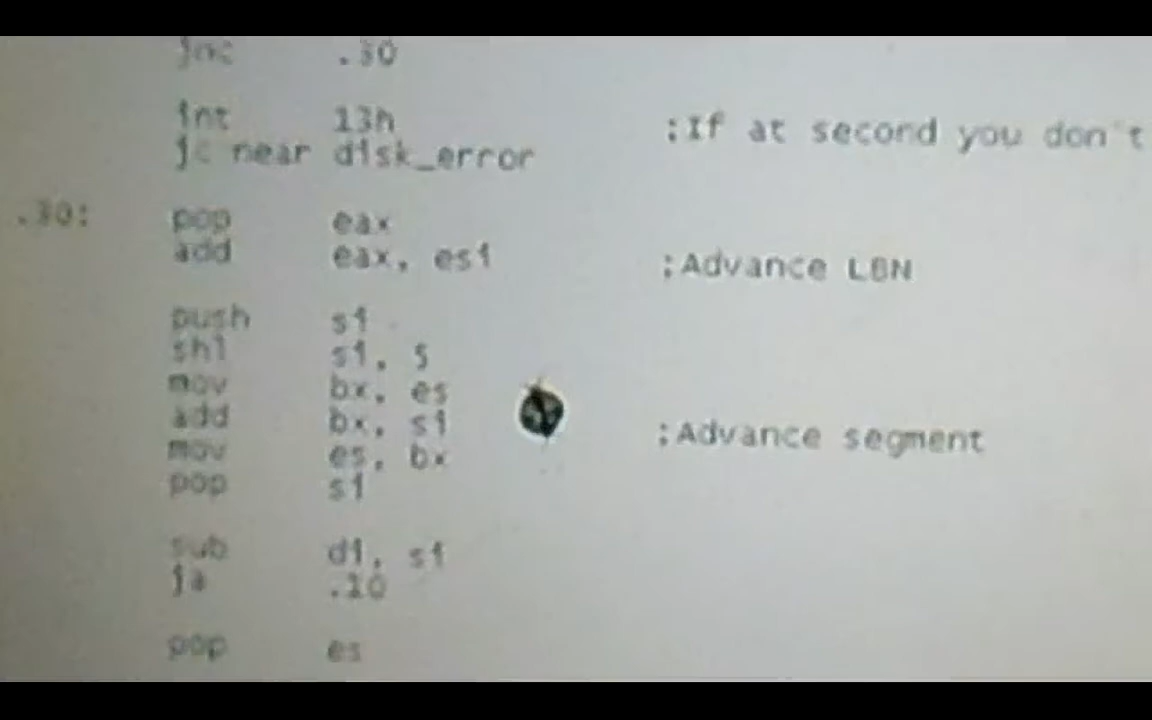 jnc .30
int 13h ;If at second you don't
jc near disk_error
.30: pop eax
add eax, esi ;Advance LBN
push si
shl si, 5
mov bx, es
add bx, si ;Advance segment
mov es, bx
pop si
sub di, si
ja .10
pop es